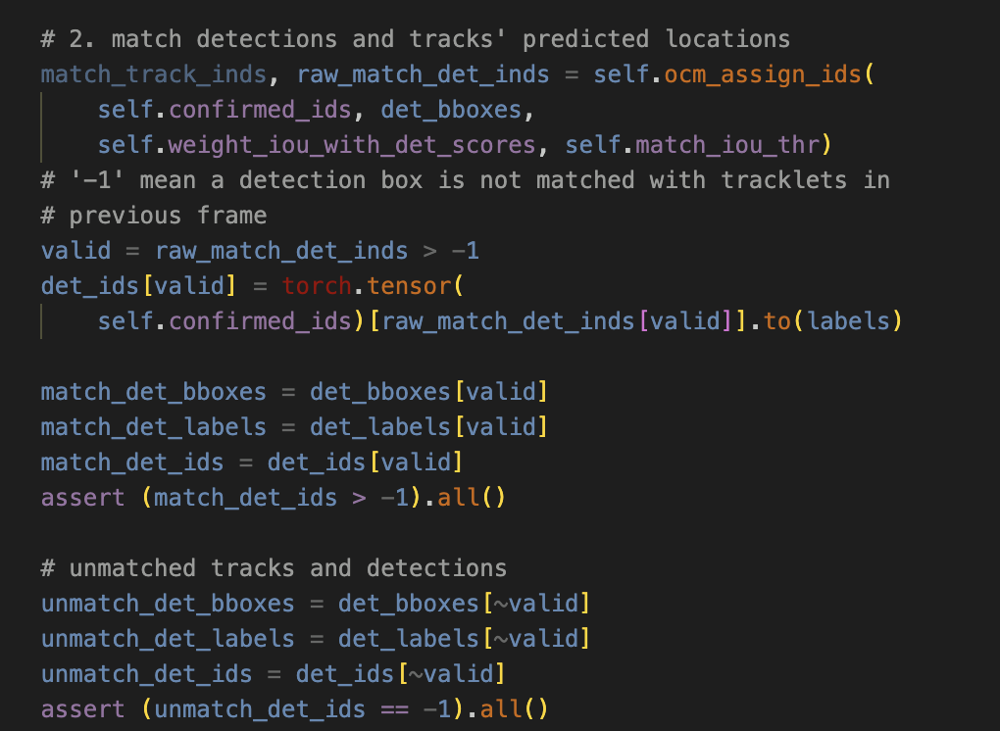 # 2. match detections and tracks' predicted locations
match_track_inds, raw_match_det_inds = self.ocm_assign_ids(
    self.confirmed_ids, det_bboxes,
    self.weight_iou_with_det_scores, self.match_iou_thr)
# '-1' mean a detection box is not matched with tracklets in
# previous frame
valid = raw_match_det_inds > -1
det_ids[valid] = torch.tensor(
    self.confirmed_ids)[raw_match_det_inds[valid]].to(labels)

match_det_bboxes = det_bboxes[valid]
match_det_labels = det_labels[valid]
match_det_ids = det_ids[valid]
assert (match_det_ids > -1).all()

# unmatched tracks and detections
unmatch_det_bboxes = det_bboxes[~valid]
unmatch_det_labels = det_labels[~valid]
unmatch_det_ids = det_ids[~valid]
assert (unmatch_det_ids == -1).all()